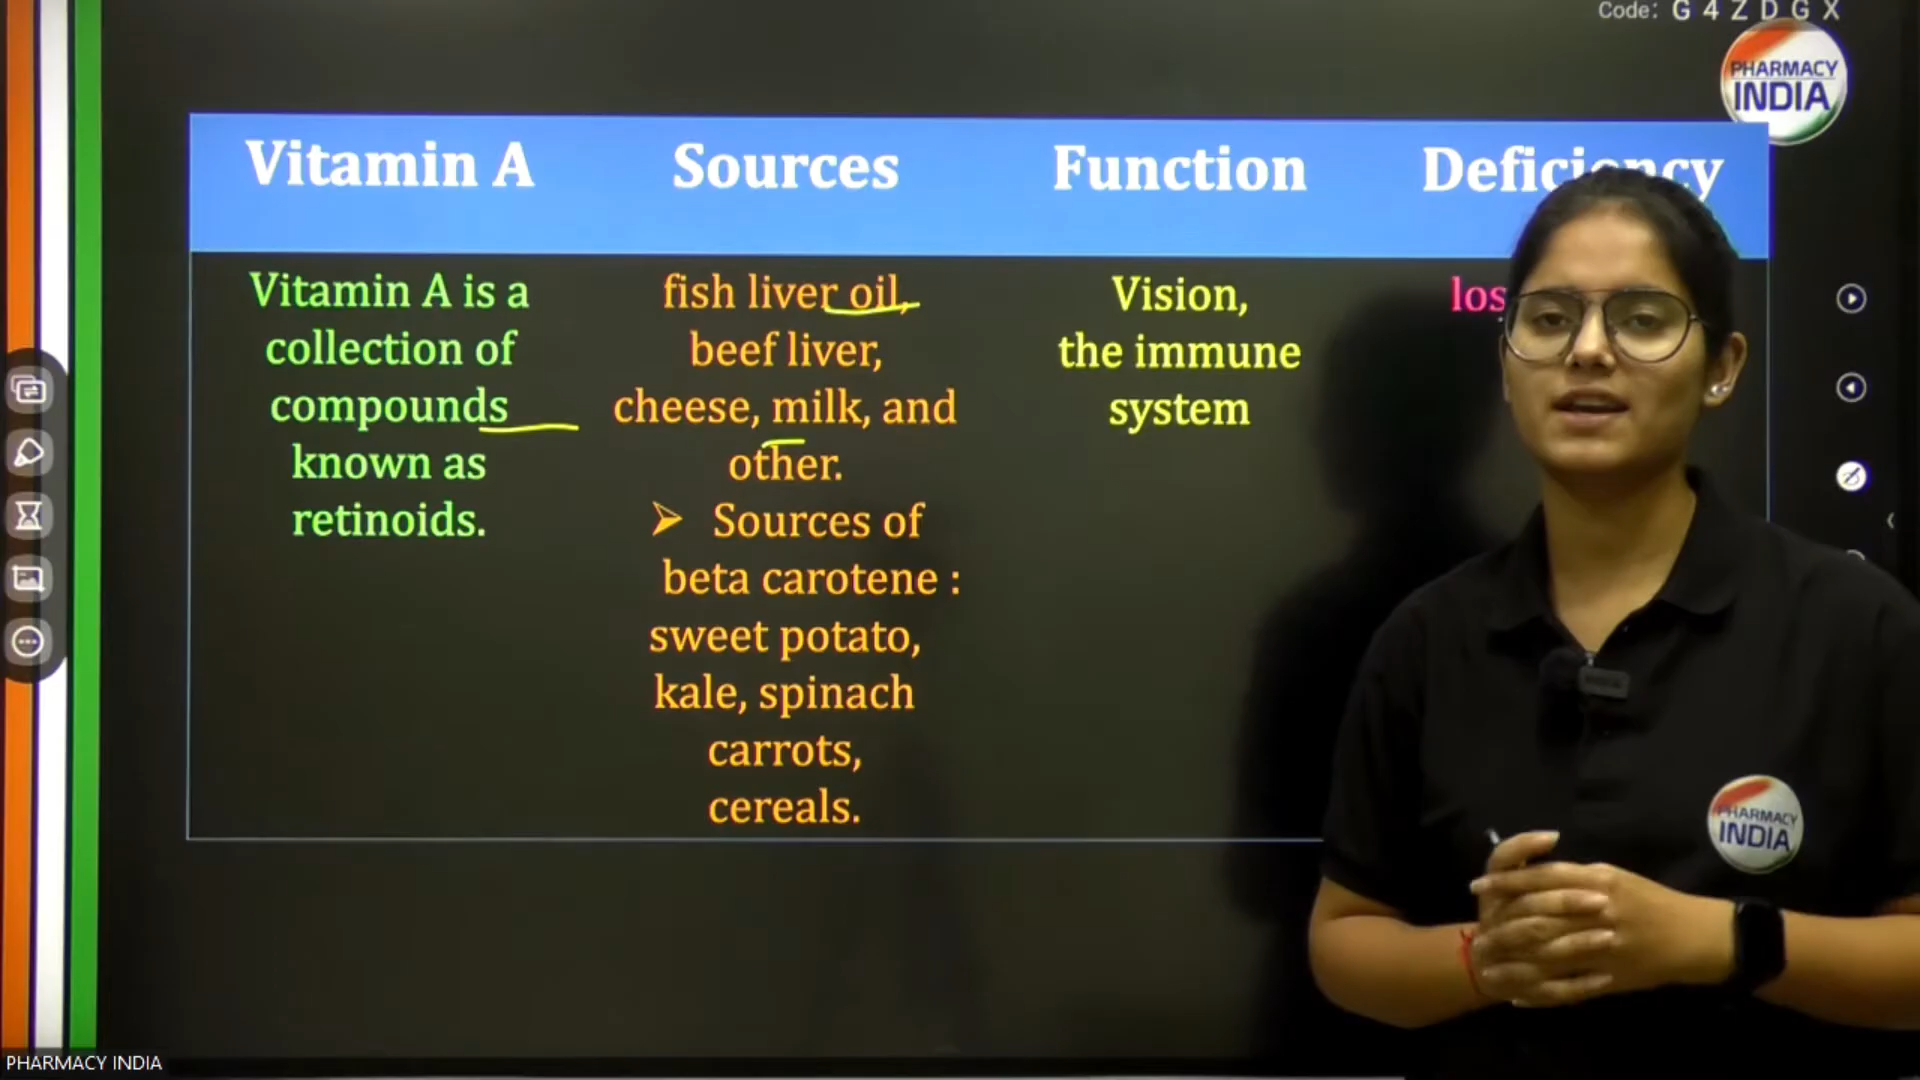 Code: G 4 Z D G X
PHARMACY
INDIA
Vitamin A Sources Function
Vitamin A is a
collection of
compounds
known as
retinoids.
fish liver oil,
beef liver,
cheese, milk, and
other.
➢ Sources of
beta carotene :
sweet potato,
kale, spinach
carrots,
cereals.
Vision,
the immune
system
PHARMACY
INDIA
PHARMACY INDIA